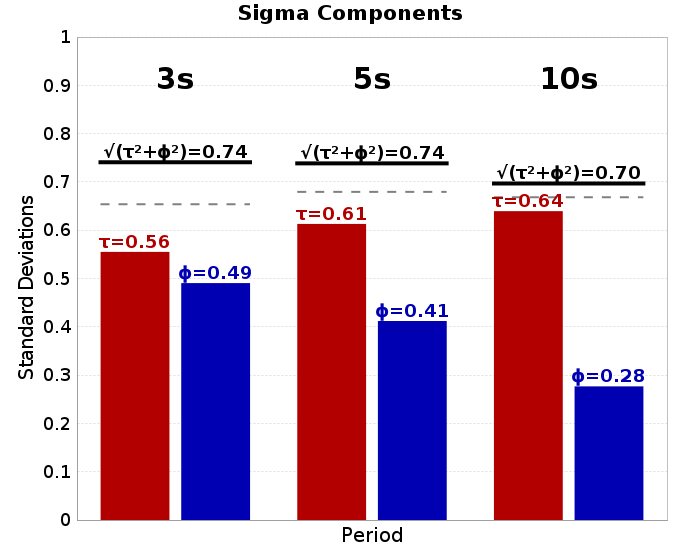 Sigma Components
1
0.9
0.8
0.7
0.6
0.5
0.4
0.3
0.2
0.1
0
Standard Deviations
3s
5s
10s
√(τ²+ϕ²)=0.74
√(τ²+ϕ²)=0.74
√(τ²+ϕ²)=0.70
τ=0.56
ϕ=0.49
τ=0.61
ϕ=0.41
τ=0.64
ϕ=0.28
Period